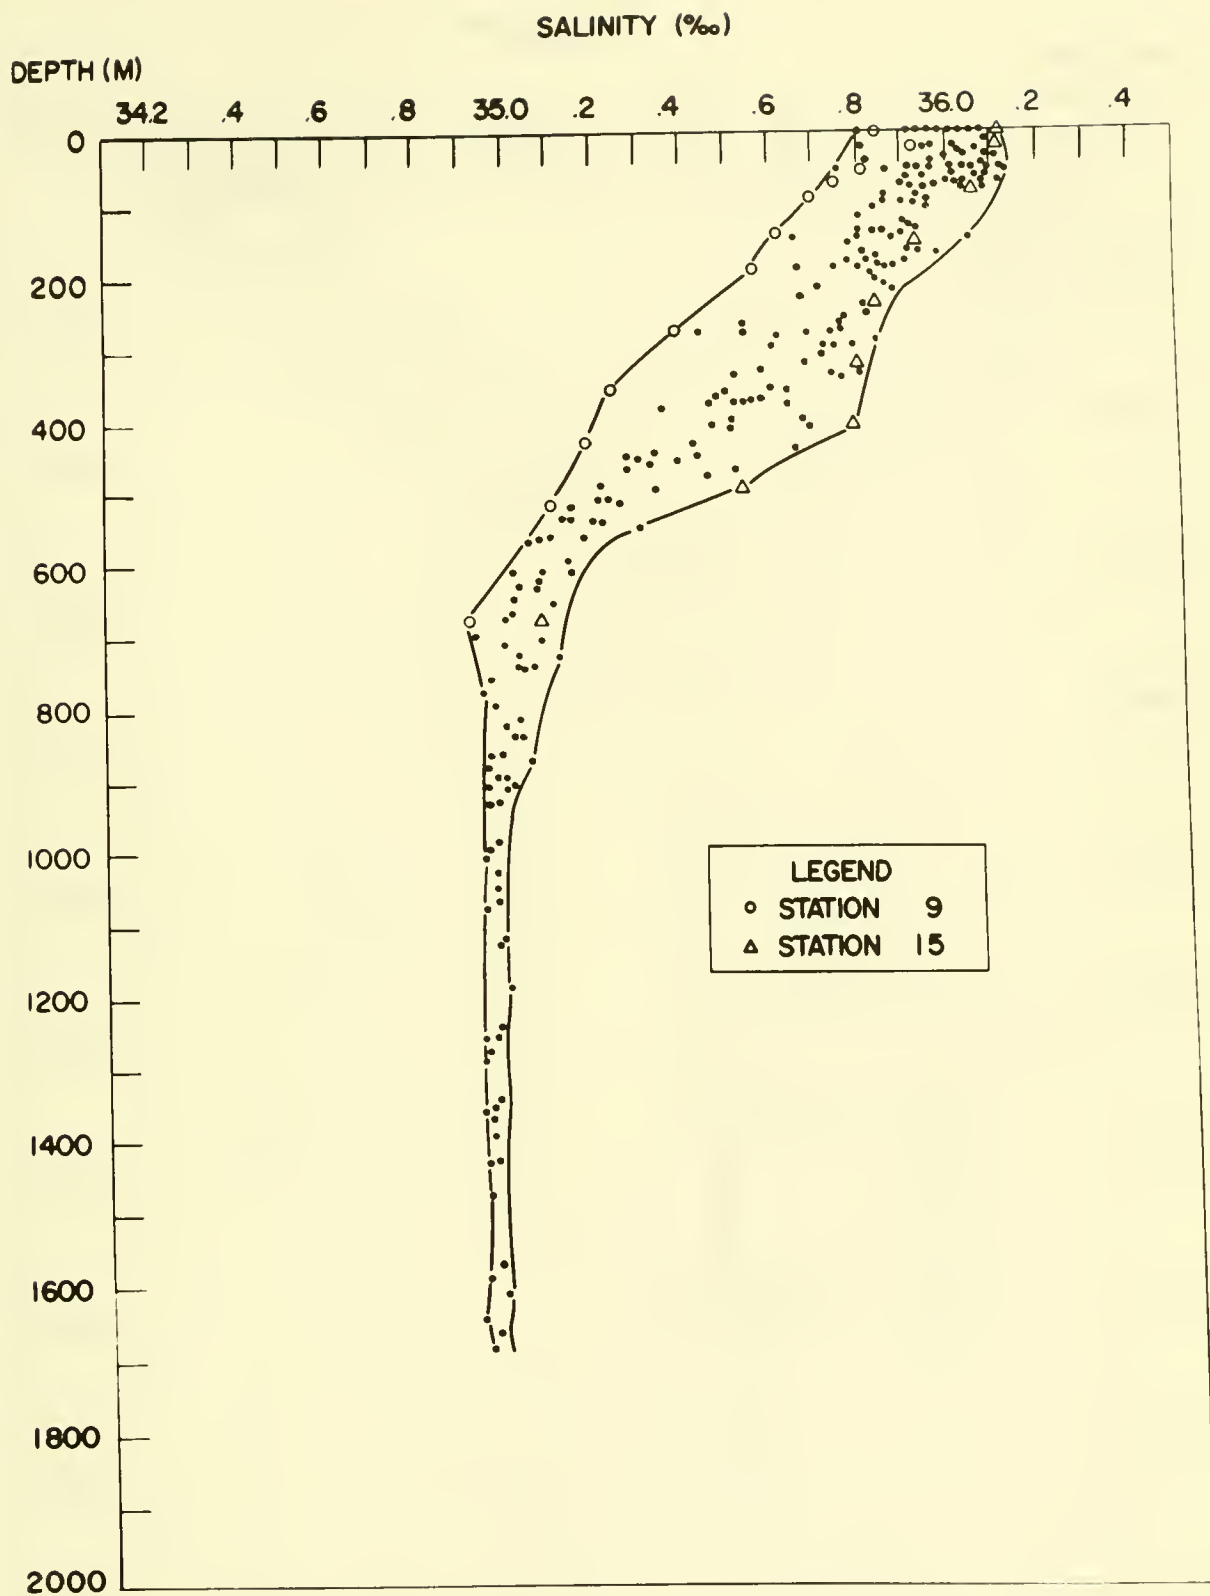 SALINITY (‰)
DEPTH (M)
34.2 .4 .6 .8 35.0 .2 .4 .6 .8 36.0 .2 .4
0
200
400
600
800
1000
LEGEND
○ STATION 9
△ STATION 15
1200
1400
1600
1800
2000